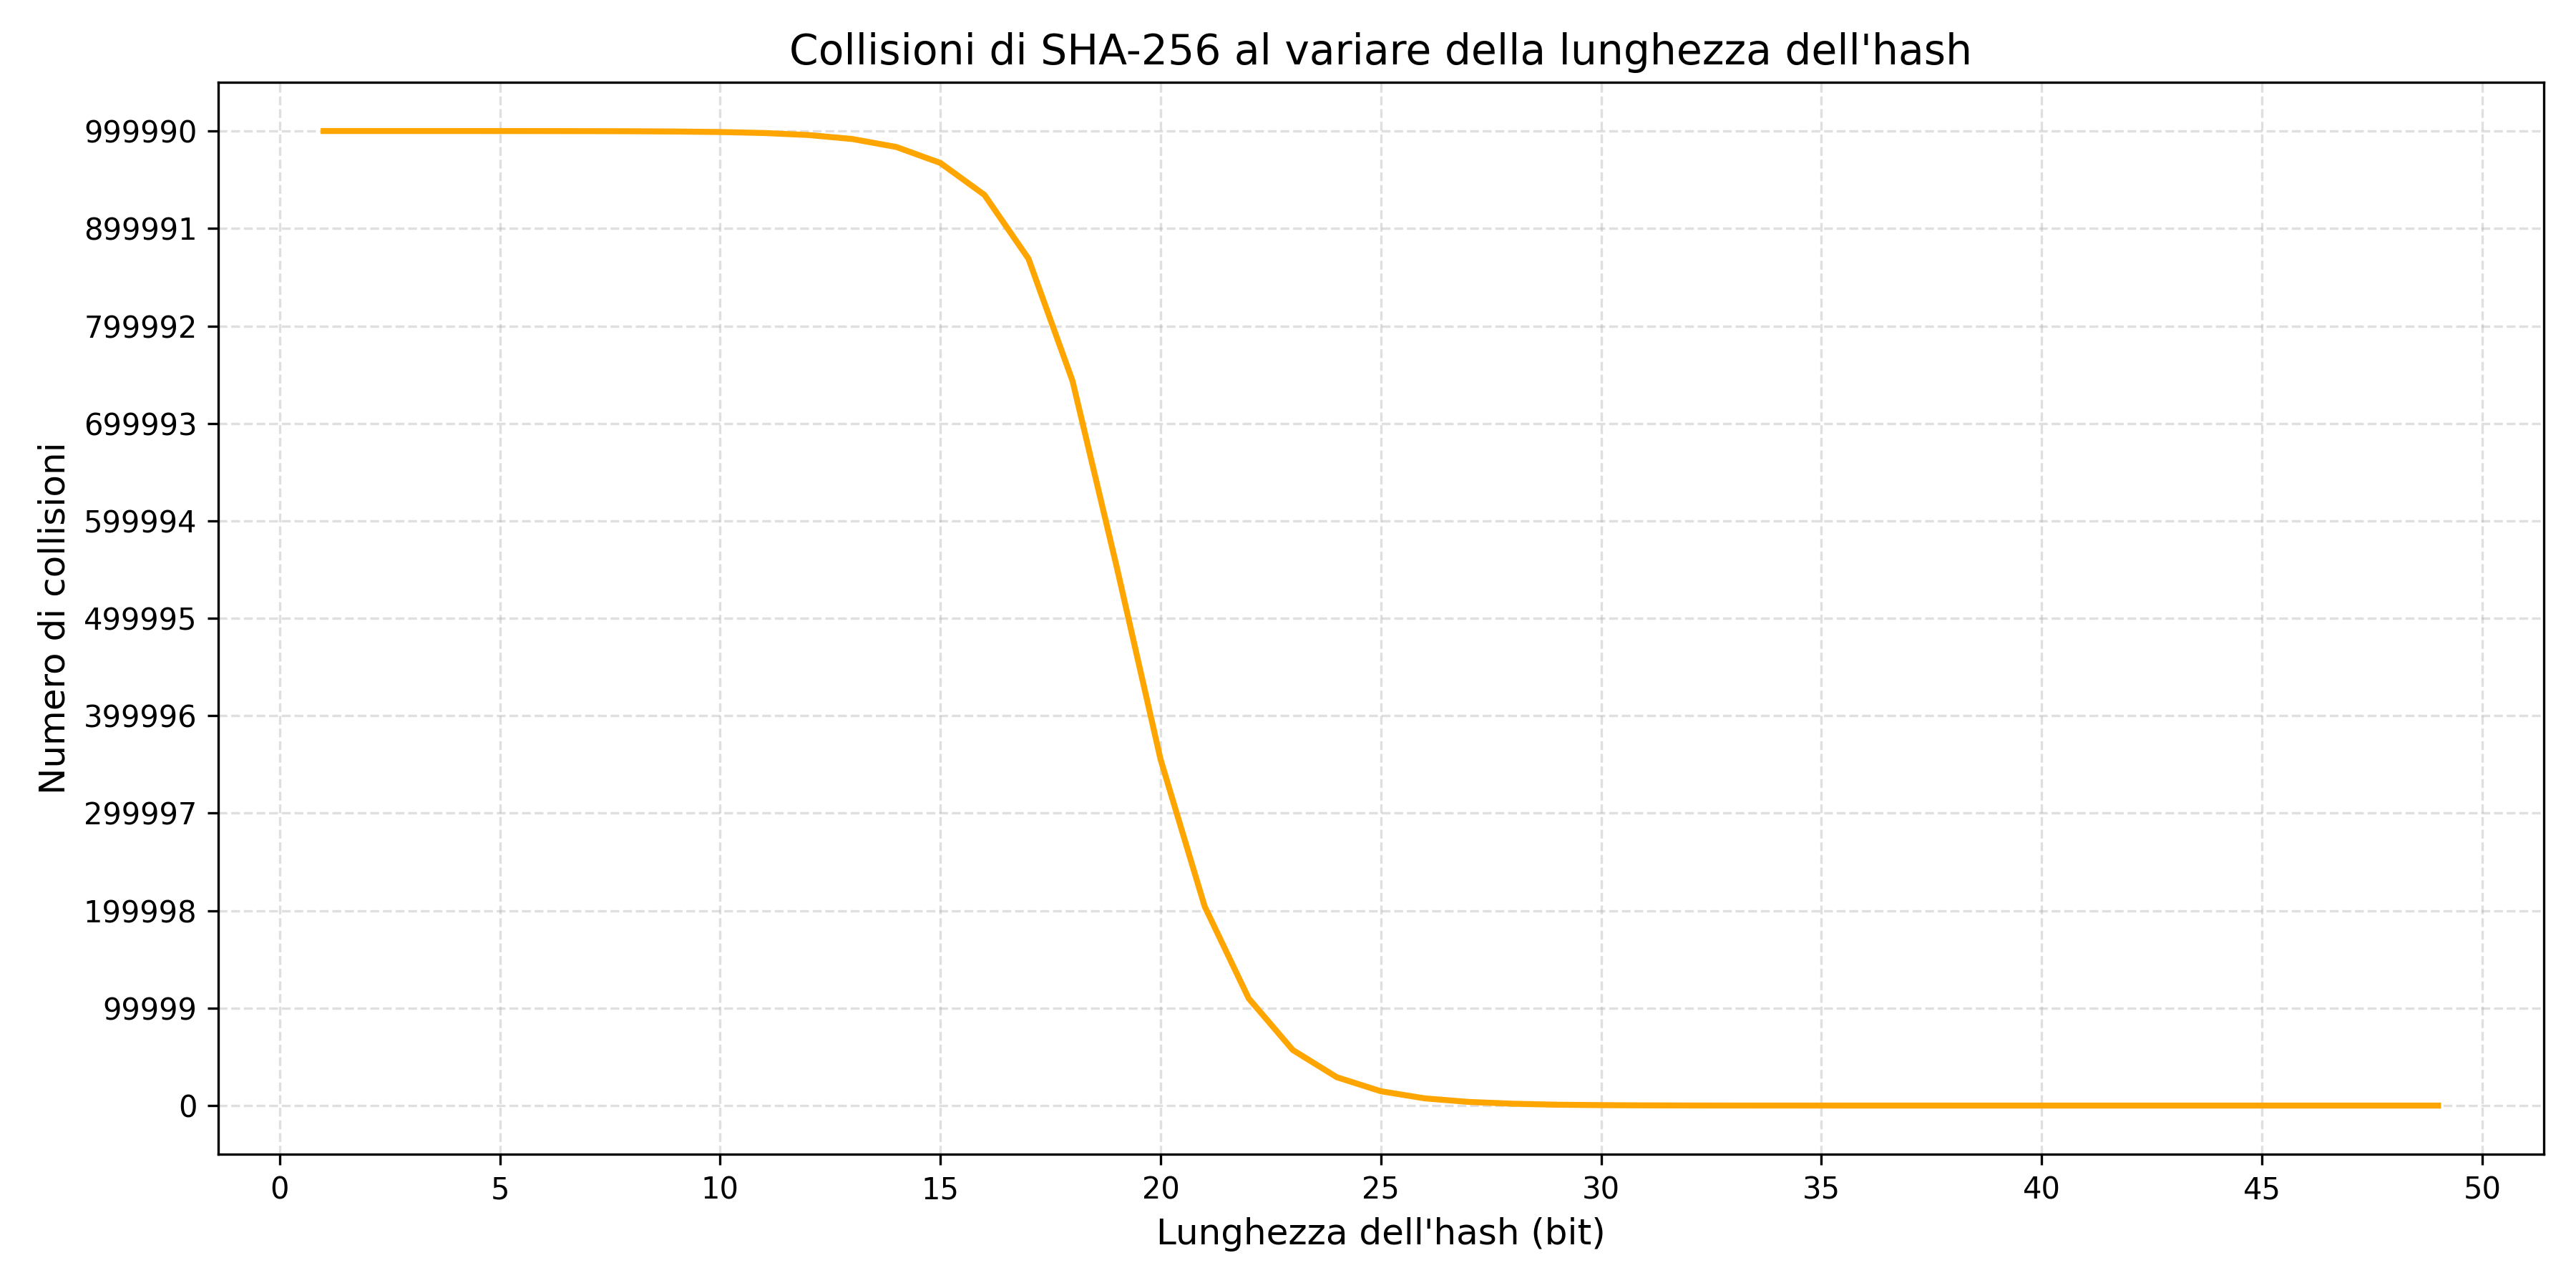 Collisioni di SHA-256 al variare della lunghezza dell'hash
Numero di collisioni
999990
899991
799992
699993
599994
499995
399996
299997
199998
99999
0
0 5 10 15 20 25 30 35 40 45 50
Lunghezza dell'hash (bit)